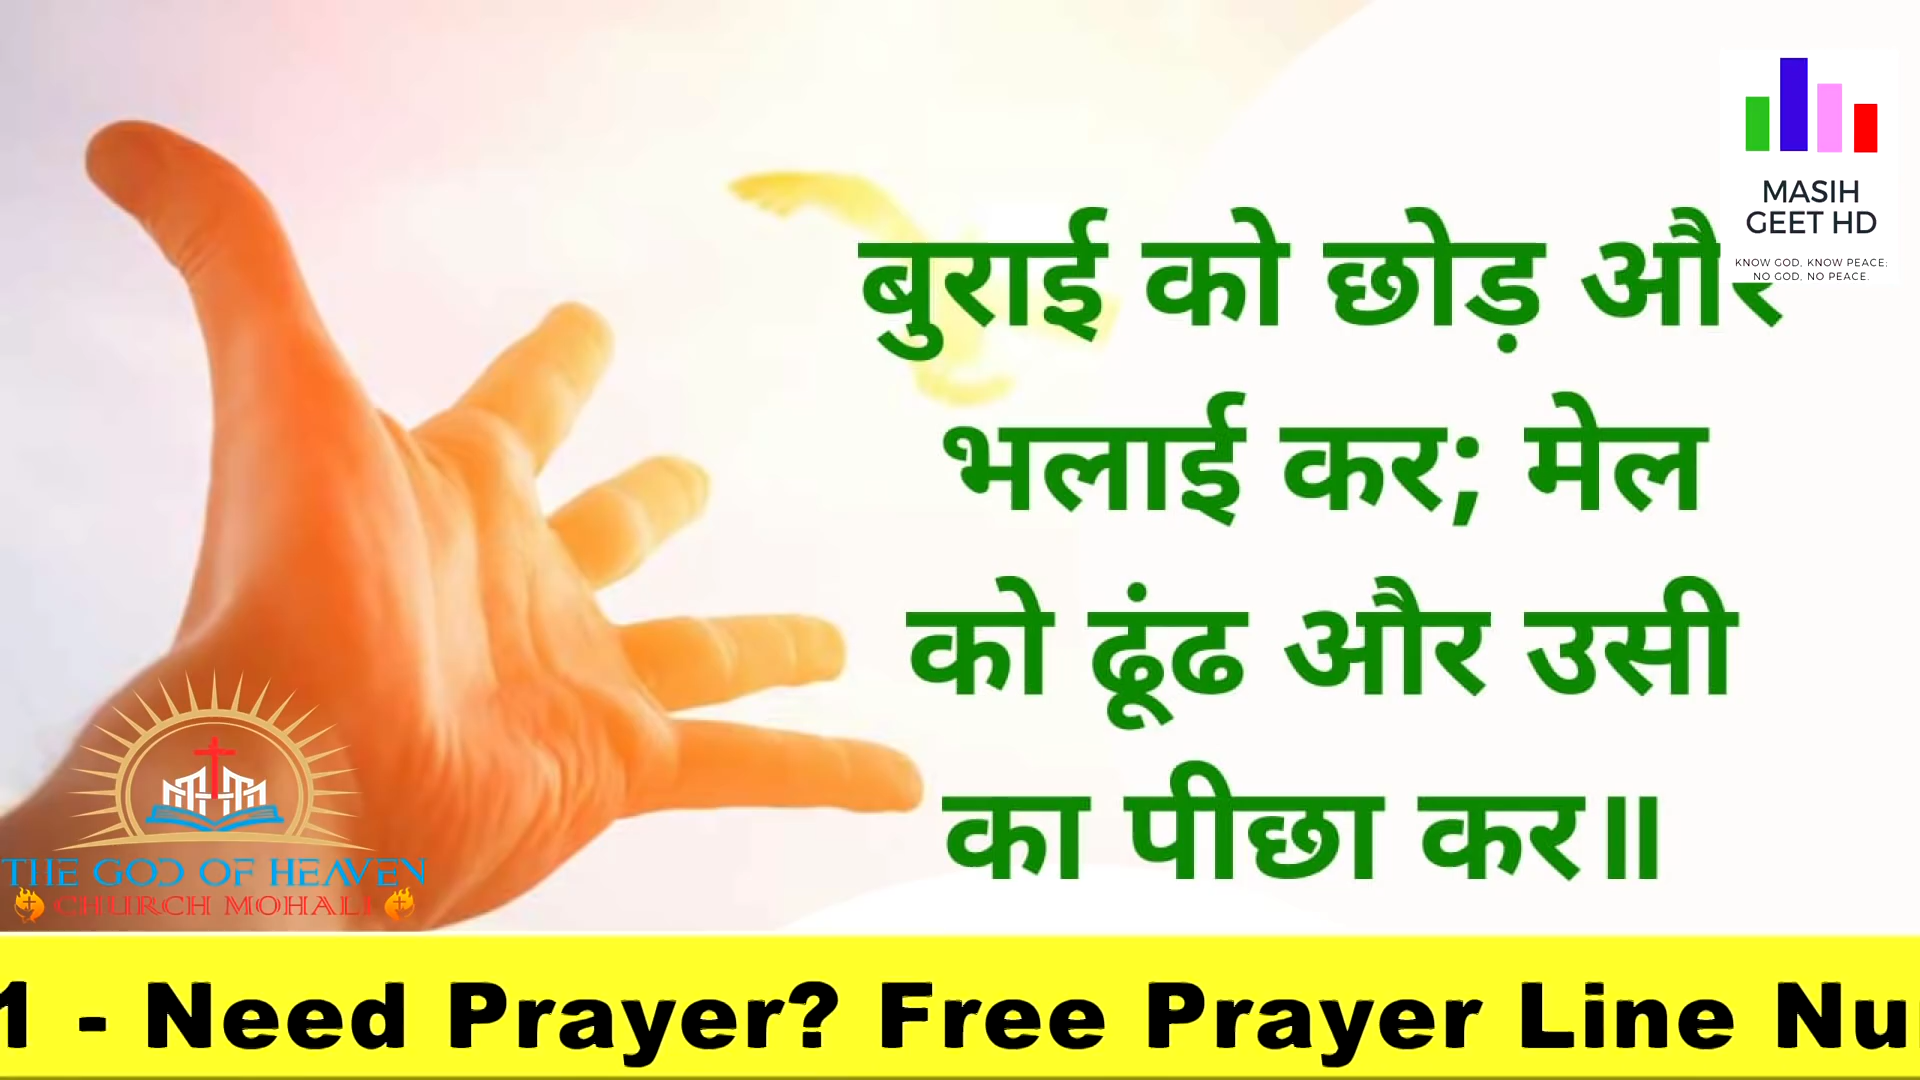 MASIH
GEET HD
KNOW GOD, KNOW PEACE;
NO GOD, NO PEACE.
बुराई को छोड़ और
भलाई कर; मेल
को ढूंढ और उसी
का पीछा कर॥
THE GOD OF HEAVEN
CHURCH MOHALI
1 - Need Prayer? Free Prayer Line